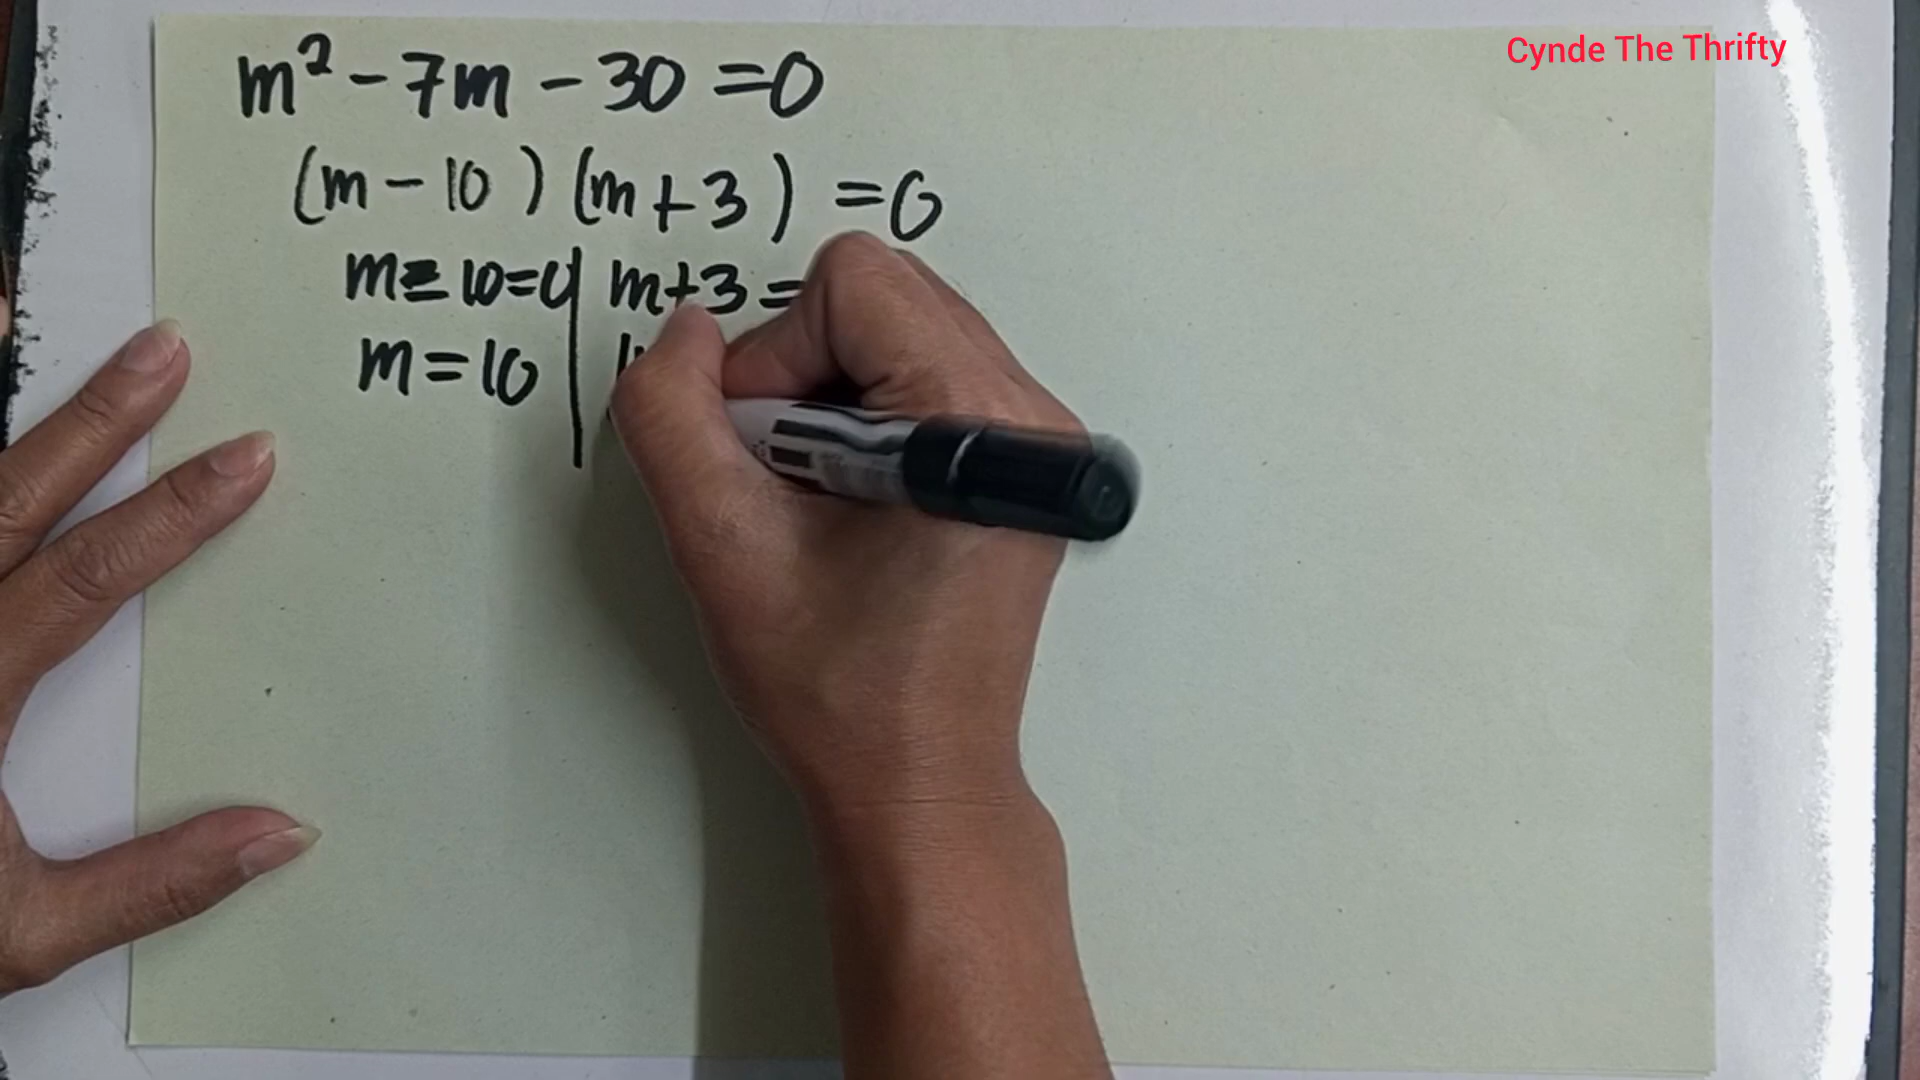 Cynde The Thrifty
m² - 7m - 30 = 0
(m - 10) (m + 3) = 0
m = 10 = 0 | m + 3 =
m = 10